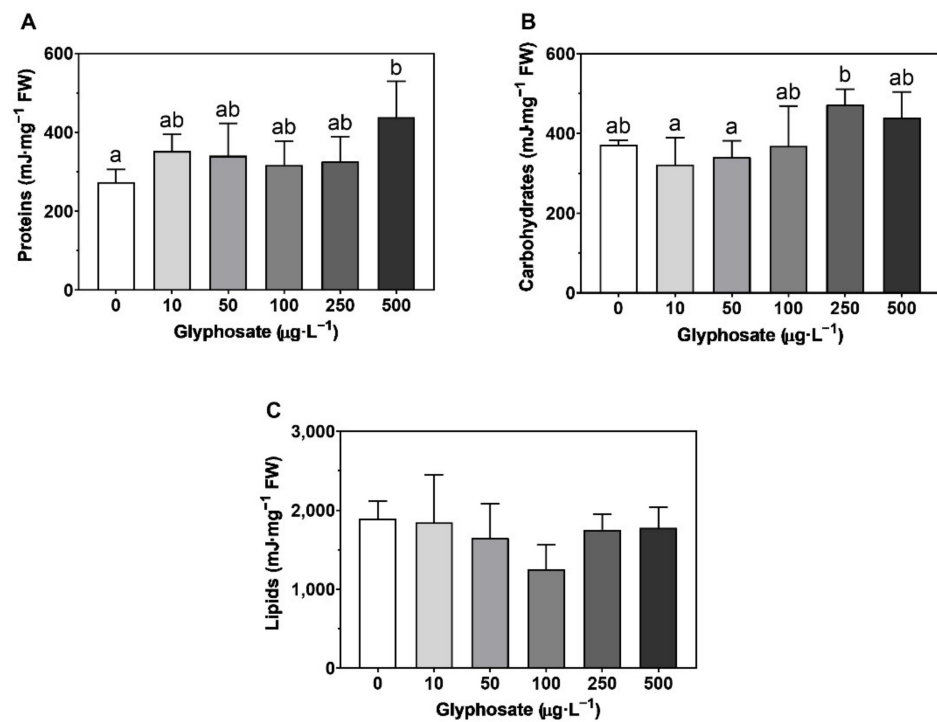 A
Proteins (mJ·mg⁻¹ FW)
600
400
200
0
a
ab
ab
ab
ab
b
0 10 50 100 250 500
Glyphosate (µg·L⁻¹)
B
Carbohydrates (mJ·mg⁻¹ FW)
600
400
200
0
ab
a
a
ab
b
ab
0 10 50 100 250 500
Glyphosate (µg·L⁻¹)
C
Lipids (mJ·mg⁻¹ FW)
3,000
2,000
1,000
0
0 10 50 100 250 500
Glyphosate (µg·L⁻¹)